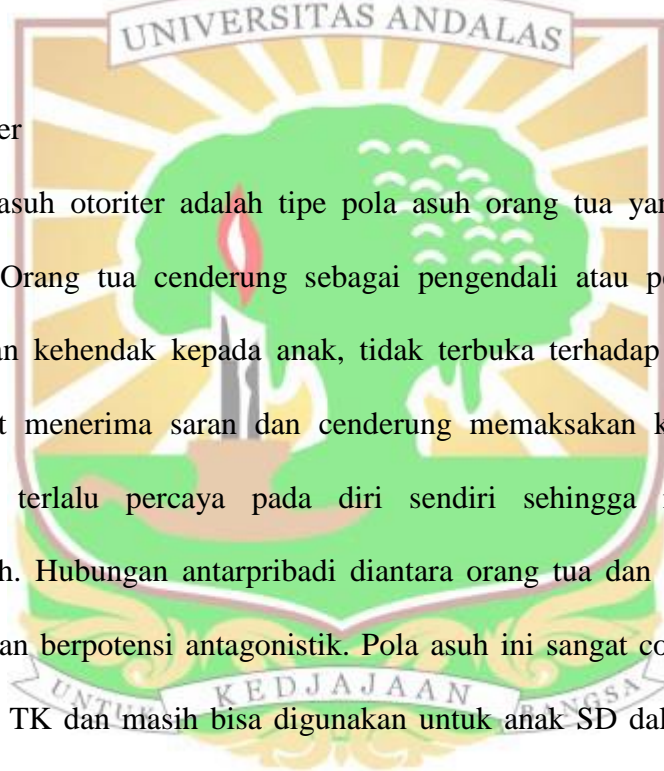 UNIVERSITAS ANDALAS
er
asuh otoriter adalah tipe pola asuh orang tua yan
Orang tua cenderung sebagai pengendali atau pe
an kehendak kepada anak, tidak terbuka terhadap
t menerima saran dan cenderung memaksakan k
terlalu percaya pada diri sendiri sehingga
h. Hubungan antarpribadi diantara orang tua dan
an berpotensi antagonistik. Pola asuh ini sangat co
UNTUK KEDJAJAAN BANGSA
TK dan masih bisa digunakan untuk anak SD dal